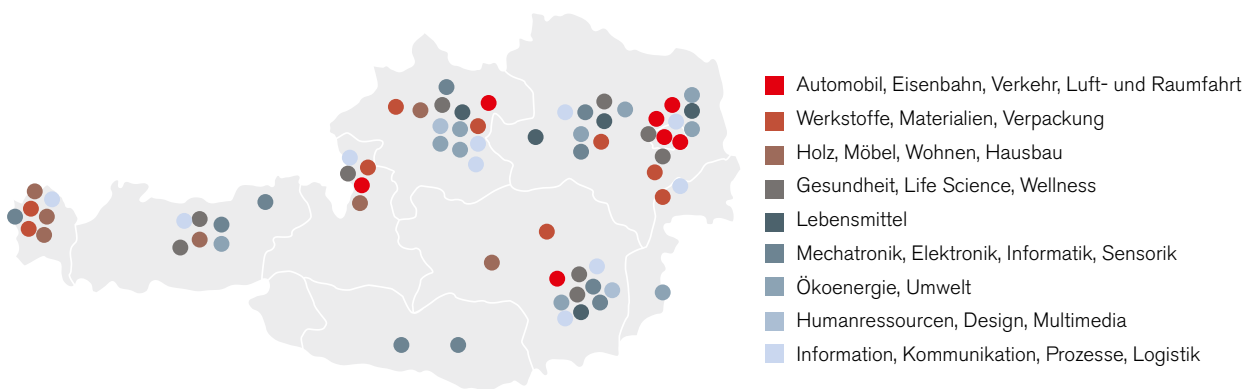 Automobil, Eisenbahn, Verkehr, Luft- und Raumfahrt
Werkstoffe, Materialien, Verpackung
Holz, Möbel, Wohnen, Hausbau
Gesundheit, Life Science, Wellness
Lebensmittel
Mechatronik, Elektronik, Informatik, Sensorik
Ökoenergie, Umwelt
Humanressourcen, Design, Multimedia
Information, Kommunikation, Prozesse, Logistik